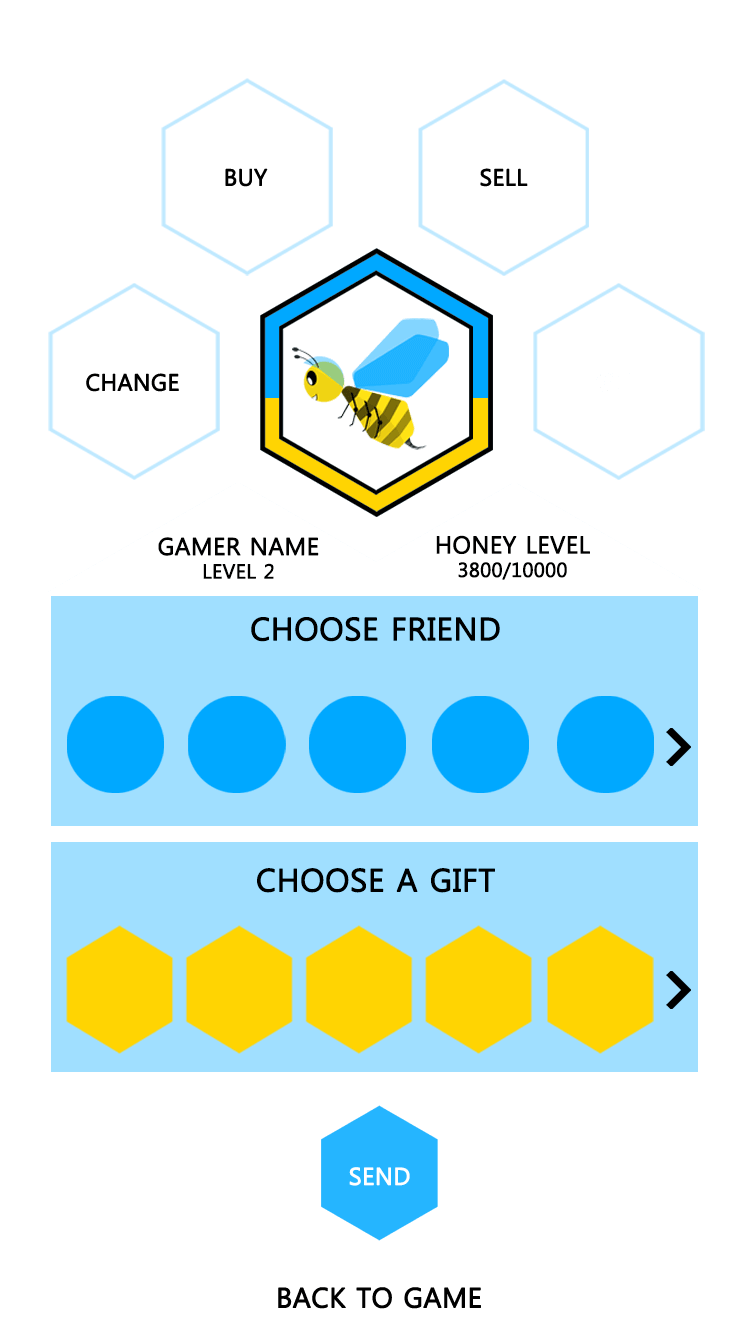 BUY
SELL
CHANGE
GAMER NAME
LEVEL 2
HONEY LEVEL
3800/10000
CHOOSE FRIEND
CHOOSE A GIFT
SEND
BACK TO GAME